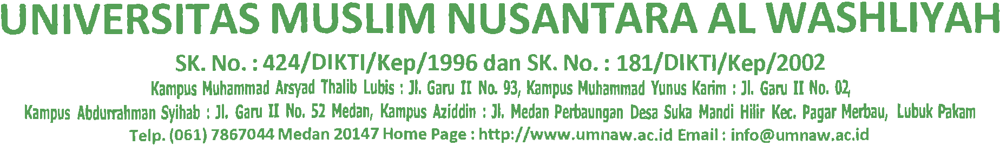 UNIVERSITAS MUSLIM NUSANTARA AL WASHLIYAH
SK. No. : 424/DIKTI/Kep/1996 dan SK. No. : 181/DIKTI/Kep/2002
Kampus Muhammad Arsyad Thalib Lubis : Jl. Garu II No. 93, Kampus Muhammad Yunus Karim : Jl. Garu II No. 02,
Kampus Abdurrahman Syihab : Jl. Garu II No. 52 Medan, Kampus Aziddin : Jl. Medan Perbaungan Desa Suka Mandi Hilir Kec. Pagar Merbau, Lubuk Pakam
Telp. (061) 7867044 Medan 20147 Home Page : http://www.umnaw.ac.id Email : info@umnaw.ac.id